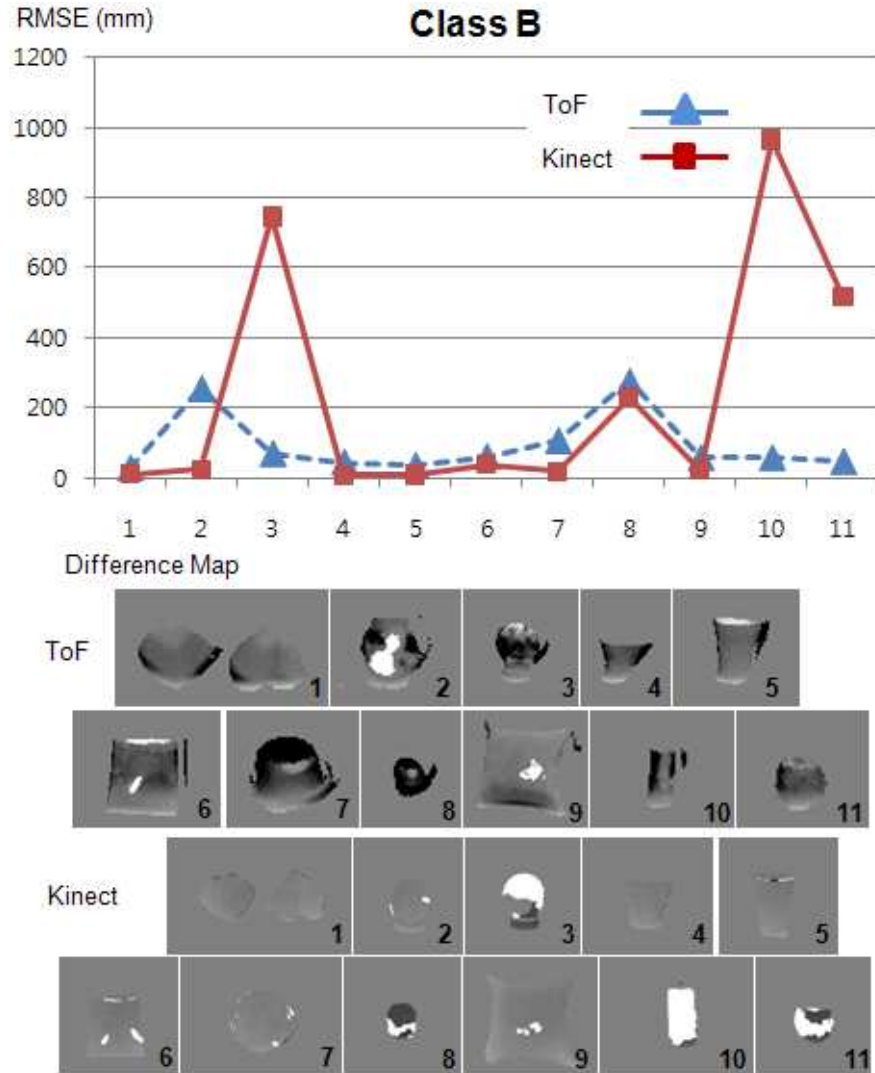 RMSE (mm)
Class B
1200
1000
800
600
400
200
0
ToF
Kinect
1 2 3 4 5 6 7 8 9 10 11
Difference Map
ToF
1 2 3 4 5
6 7 8 9 10 11
Kinect
1 2 3 4 5
6 7 8 9 10 11